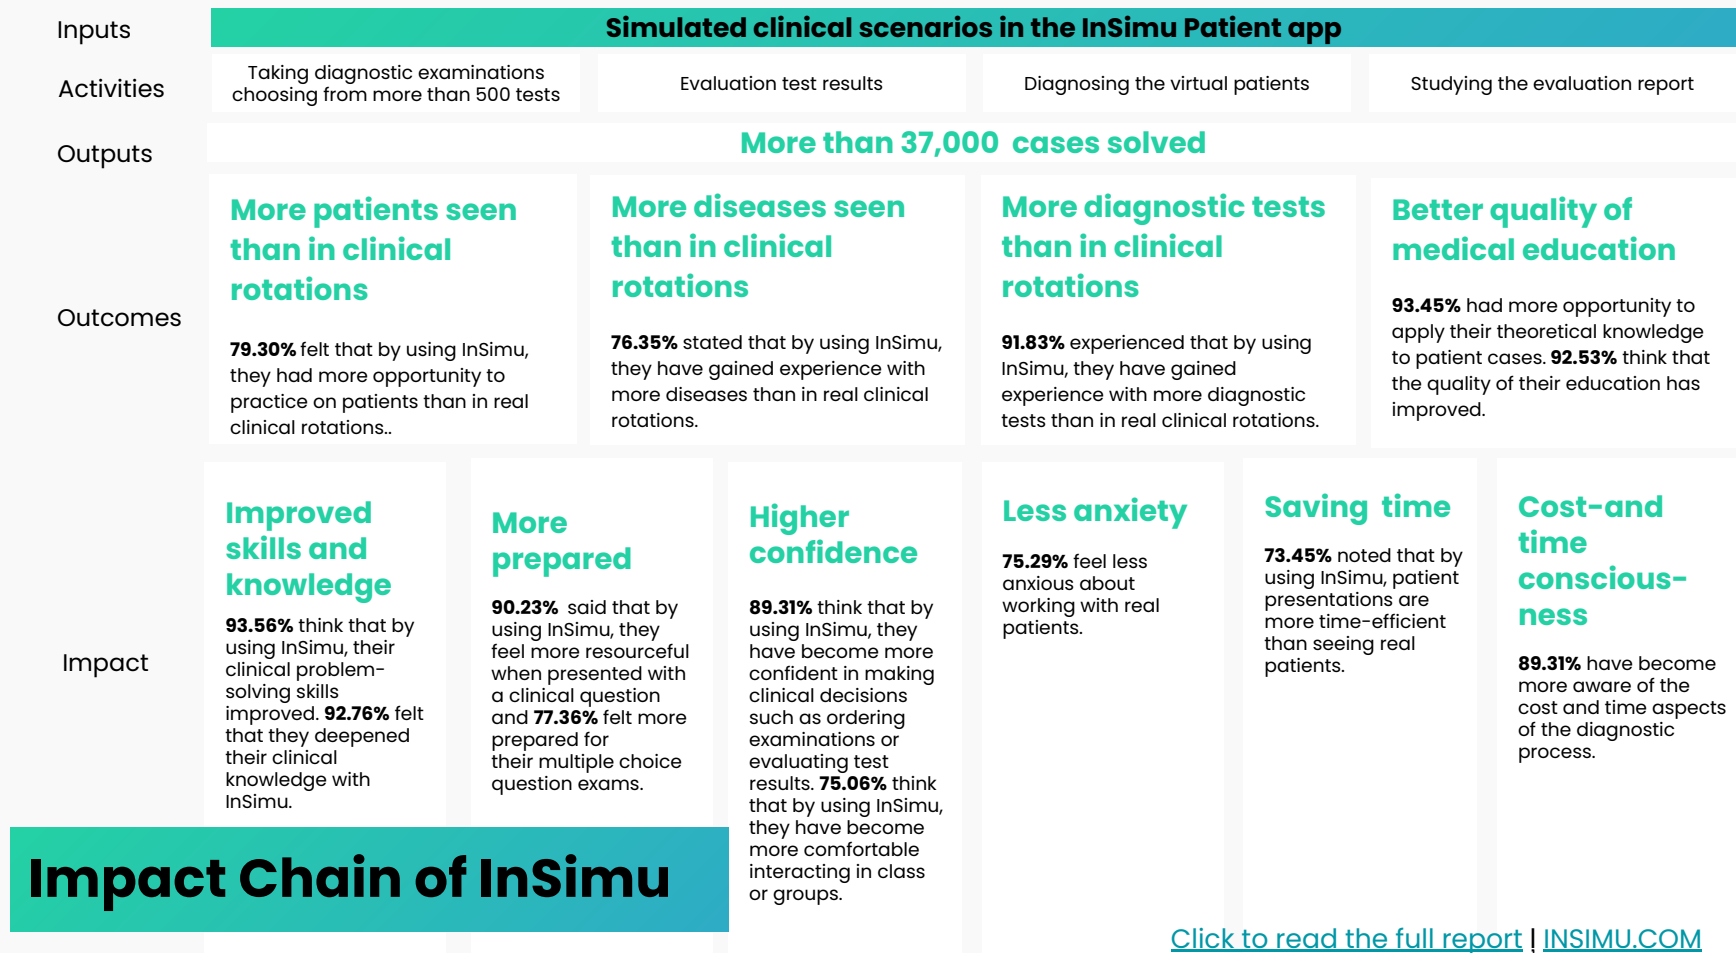 Inputs
Simulated clinical scenarios in the InSimu Patient app
Activities
Taking diagnostic examinations
choosing from more than 500 tests
Evaluation test results
Diagnosing the virtual patients
Studying the evaluation report
Outputs
More than 37,000 cases solved
Outcomes
More patients seen
than in clinical
rotations
79.30% felt that by using InSimu,
they had more opportunity to
practice on patients than in real
clinical rotations..
More diseases seen
than in clinical
rotations
76.35% stated that by using InSimu,
they have gained experience with
more diseases than in real clinical
rotations.
More diagnostic tests
than in clinical
rotations
91.83% experienced that by using
InSimu, they have gained
experience with more diagnostic
tests than in real clinical rotations.
Better quality of
medical education
93.45% had more opportunity to
apply their theoretical knowledge
to patient cases. 92.53% think that
the quality of their education has
improved.
Impact
Improved
skills and
knowledge
93.56% think that by
using InSimu, their
clinical problem-
solving skills
improved. 92.76% felt
that they deepened
their clinical
knowledge with
InSimu.
More
prepared
90.23% said that by
using InSimu, they
feel more resourceful
when presented with
a clinical question
and 77.36% felt more
prepared for
their multiple choice
question exams.
Higher
confidence
89.31% think that by
using InSimu, they
have become more
confident in making
clinical decisions
such as ordering
examinations or
evaluating test
results. 75.06% think
that by using InSimu,
they have become
more comfortable
interacting in class
or groups.
Less anxiety
75.29% feel less
anxious about
working with real
patients.
Saving time
73.45% noted that by
using InSimu, patient
presentations are
more time-efficient
than seeing real
patients.
Cost-and
time
conscious-
ness
89.31% have become
more aware of the
cost and time aspects
of the diagnostic
process.
Impact Chain of InSimu
Click to read the full report | INSIMU.COM